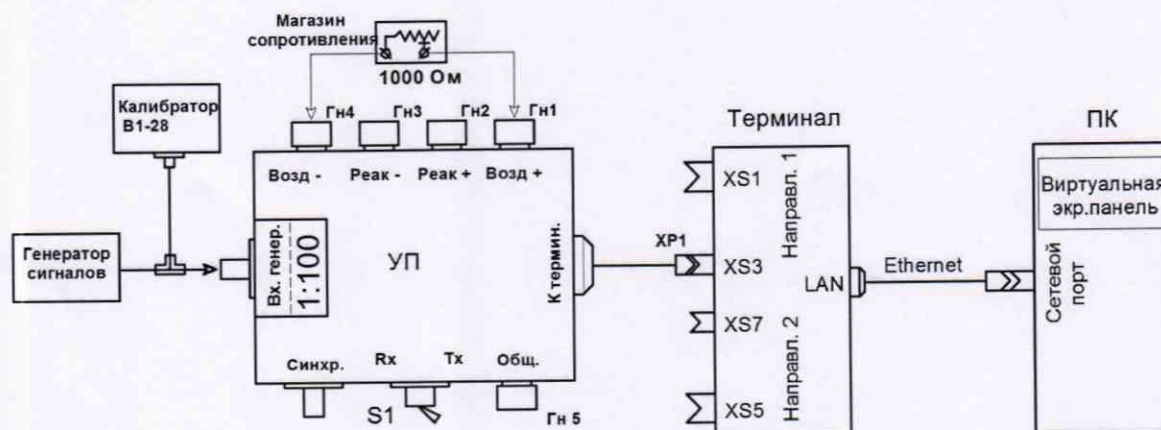 Магазин
сопротивления
1000 Ом
Калибратор
В1-28
Гн4
Гн3
Гн2
Гн1
Возд -
Реак -
Реак +
Возд +
Генератор
сигналов
Вх. генер.
1:100
УП
К термин.
Синхр.
Rx
Tx
Общ.
S1
Гн 5
XP1
Терминал
XS1
XS3
XS7
XS5
Направл. 1
Направл. 2
LAN
Ethernet
ПК
Виртуальная
экр.панель
Сетевой
порт